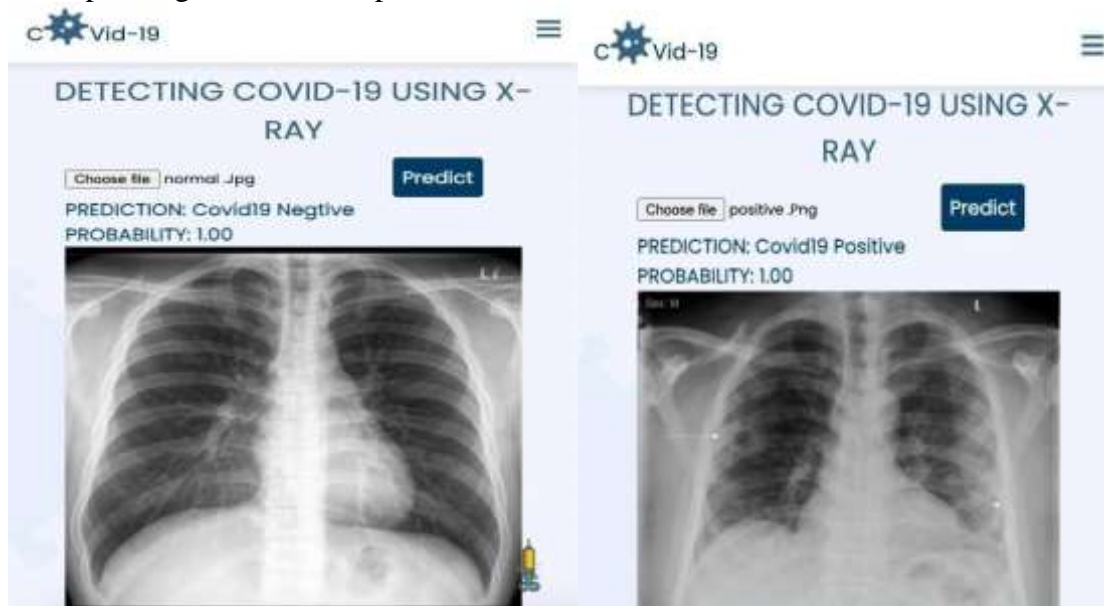 C Vid-19
DETECTING COVID-19 USING X-
RAY
Choose file normal .Jpg
Predict
PREDICTION: Covid19 Negtive
PROBABILITY: 1.00
C Vid-19
DETECTING COVID-19 USING X-
RAY
Choose file positive .Png
Predict
PREDICTION: Covid19 Positive
PROBABILITY: 1.00
L